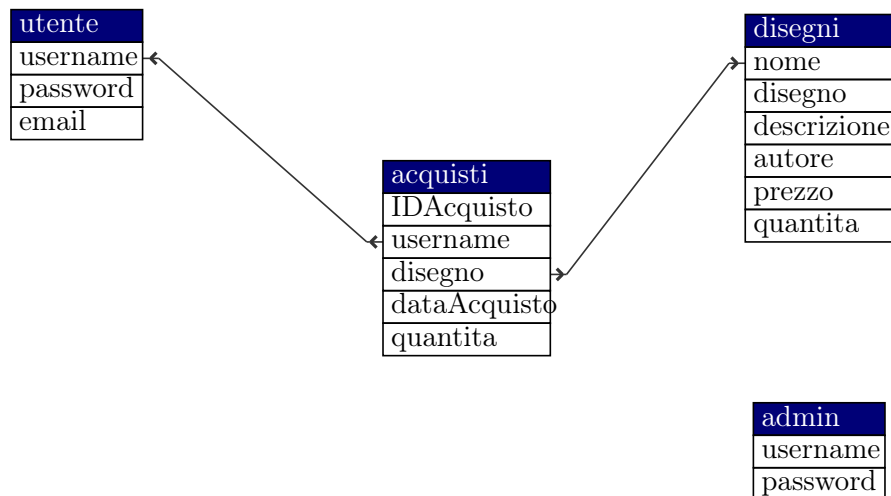 utente
username
password
email
acquisti
IDAcquisto
username
disegno
dataAcquisto
quantita
disegni
nome
disegno
descrizione
autore
prezzo
quantita
admin
username
password